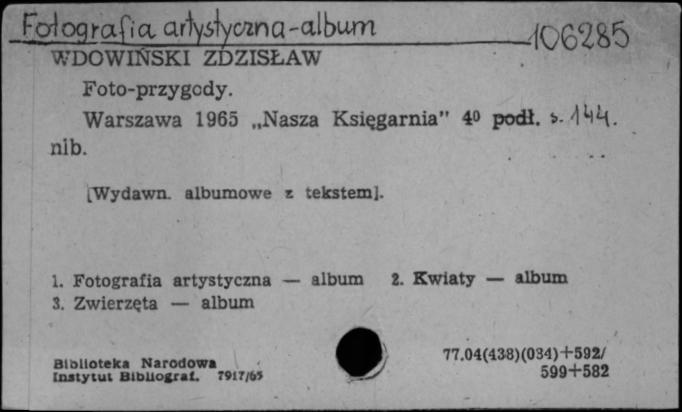 Fotografia artystyczna-album
106285
WDOWIŃSKI ZDZISŁAW
Foto-przygody.
Warszawa 1965 „Nasza Księgarnia” 4⁰ podł. s. 144.
nib.
[Wydawn. albumowe z tekstem].
1. Fotografia artystyczna — album 2. Kwiaty — album
3. Zwierzęta — album
Biblioteka Narodowa
Instytut Bibliograf. 7917/65
77.04(438)(034)+592/
599+582